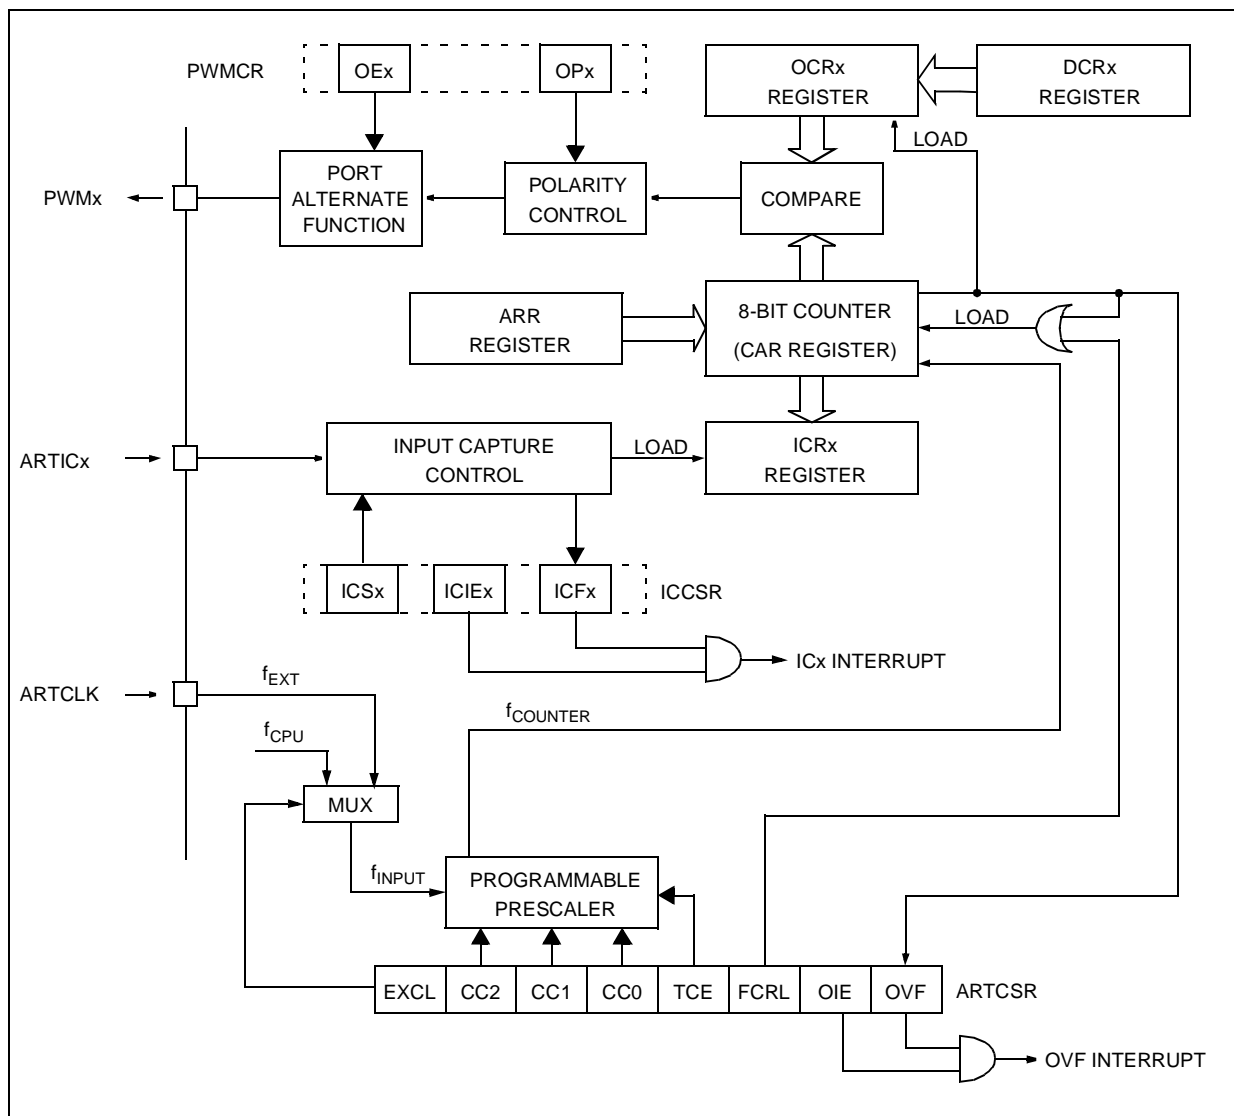 PWMCR
OEx
OPx
OCRx
REGISTER
DCRx
REGISTER
LOAD
PWMx
PORT
ALTERNATE
FUNCTION
POLARITY
CONTROL
COMPARE
ARR
REGISTER
8-BIT COUNTER
(CAR REGISTER)
LOAD
ARTICx
INPUT CAPTURE
CONTROL
LOAD
ICRx
REGISTER
ICSx
ICIEx
ICFx
ICCSR
ICx INTERRUPT
ARTCLK
fEXT
fCPU
fCOUNTER
MUX
fINPUT
PROGRAMMABLE
PRESCALER
EXCL
CC2
CC1
CC0
TCE
FCRL
OIE
OVF
ARTCSR
OVF INTERRUPT